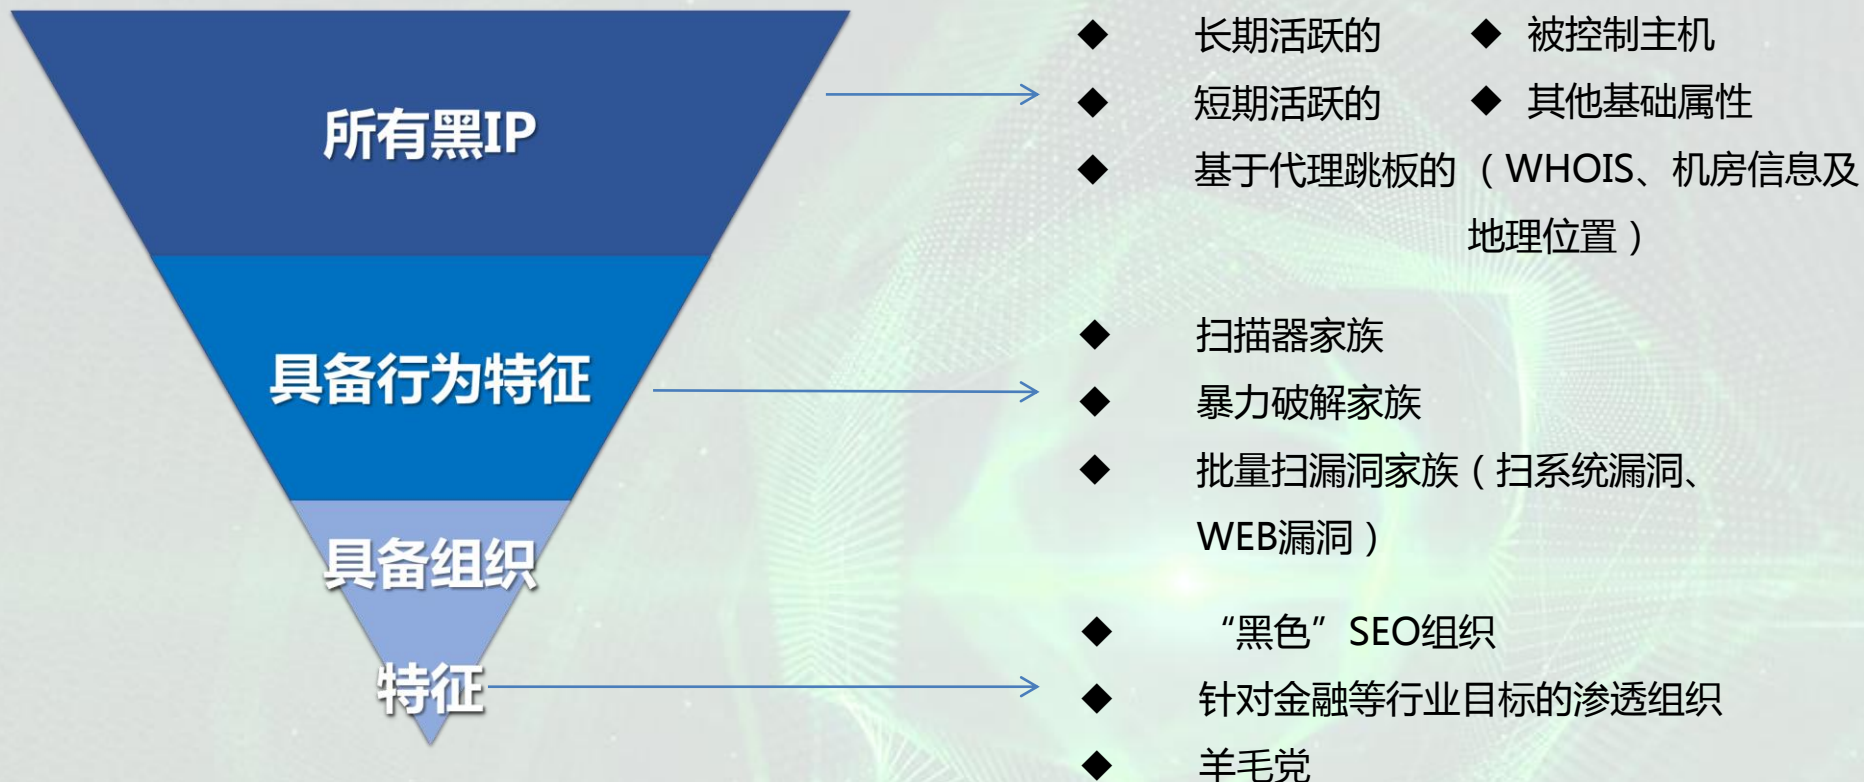 所有黑IP
具备行为特征
具备组织
特征
◆ 长期活跃的
◆ 短期活跃的
◆ 基于代理跳板的
◆ 被控制主机
◆ 其他基础属性
（WHOIS、机房信息及
地理位置）
◆ 扫描器家族
◆ 暴力破解家族
◆ 批量扫漏洞家族（扫系统漏洞、
WEB漏洞）
◆ “黑色”SEO组织
◆ 针对金融等行业目标的渗透组织
◆ 羊毛党